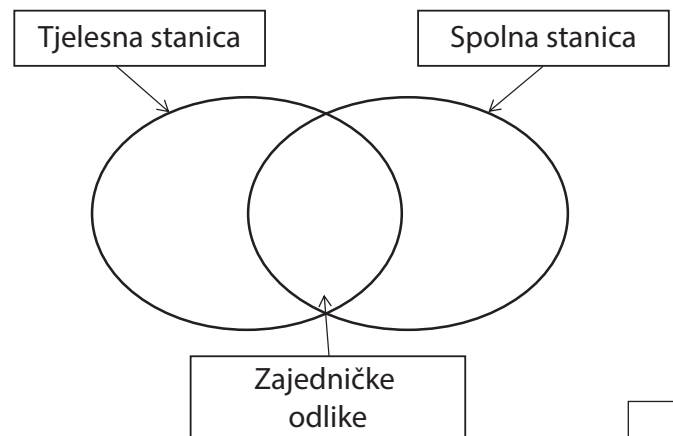 Tjelesna stanica
Spolna stanica
Zajedničke
odlike